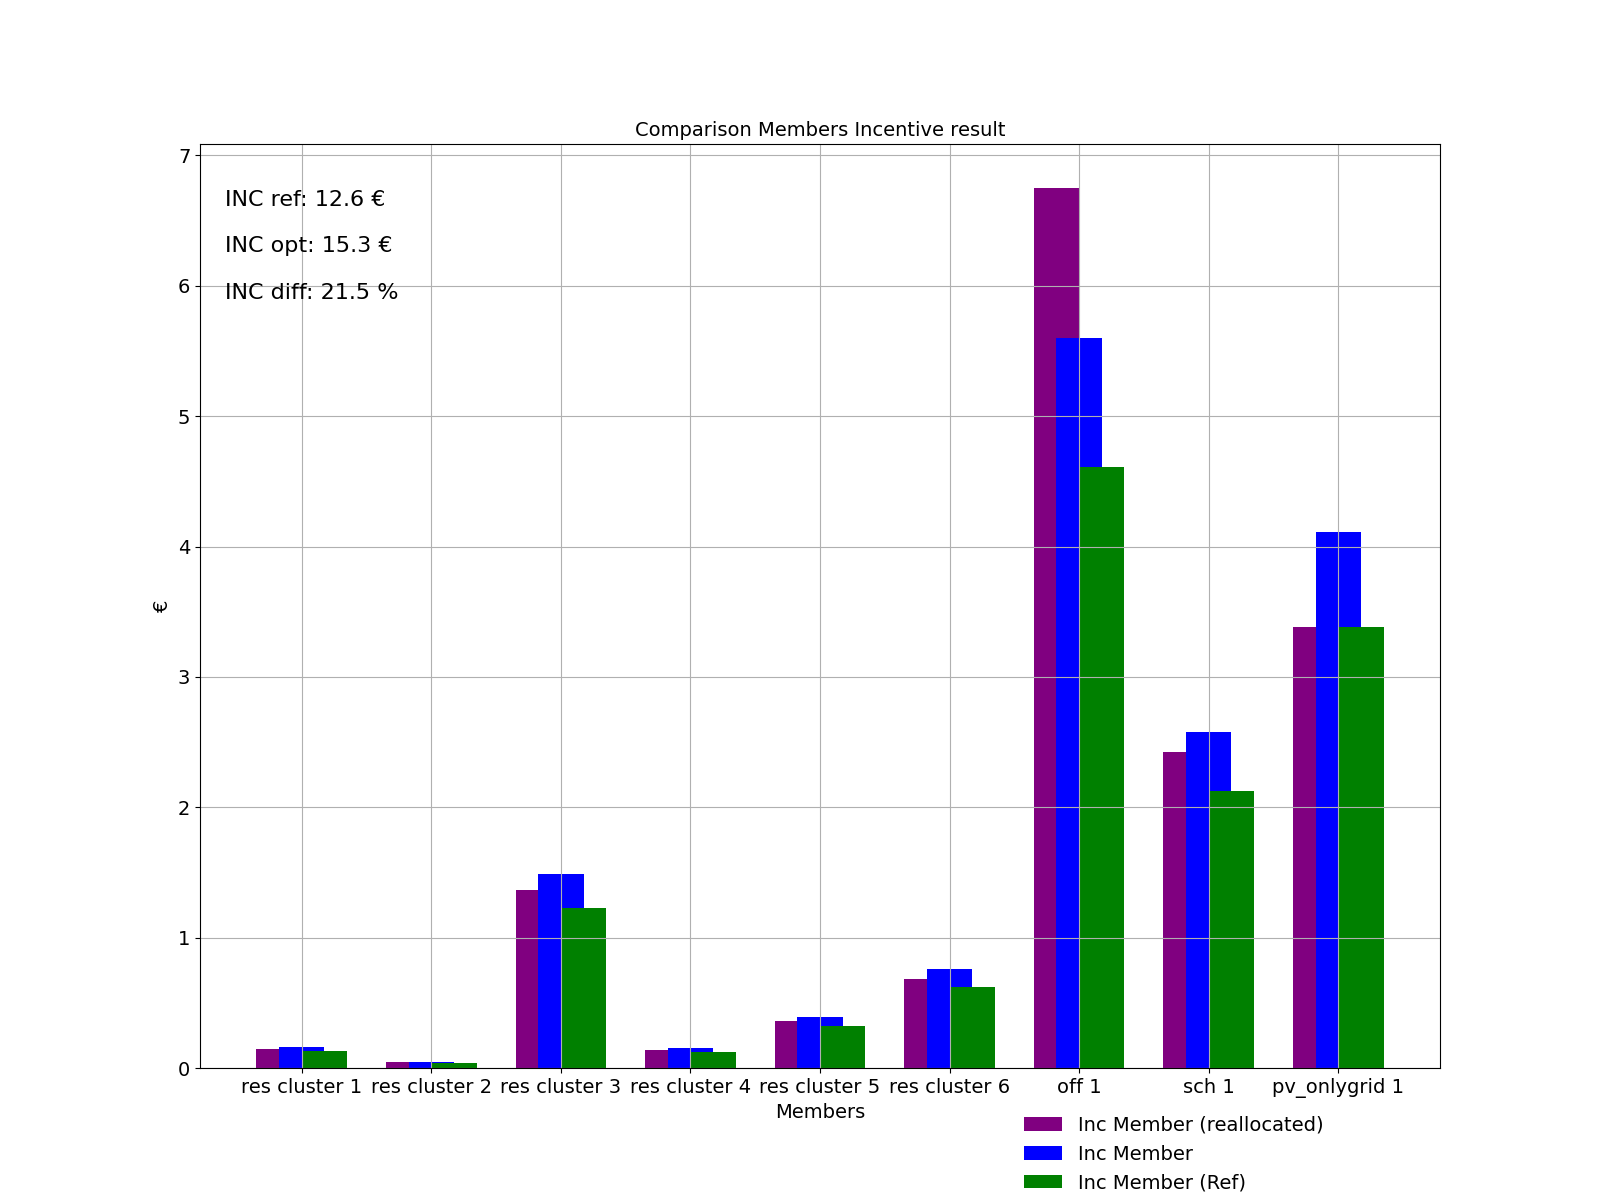 Comparison Members Incentive result
7
6
5
4
3
2
1
0
€
INC ref: 12.6 €
INC opt: 15.3 €
INC diff: 21.5 %
res cluster 1 res cluster 2 res cluster 3 res cluster 4 res cluster 5 res cluster 6 off 1 sch 1 pv_onlygrid 1
Members
Inc Member (reallocated)
Inc Member
Inc Member (Ref)